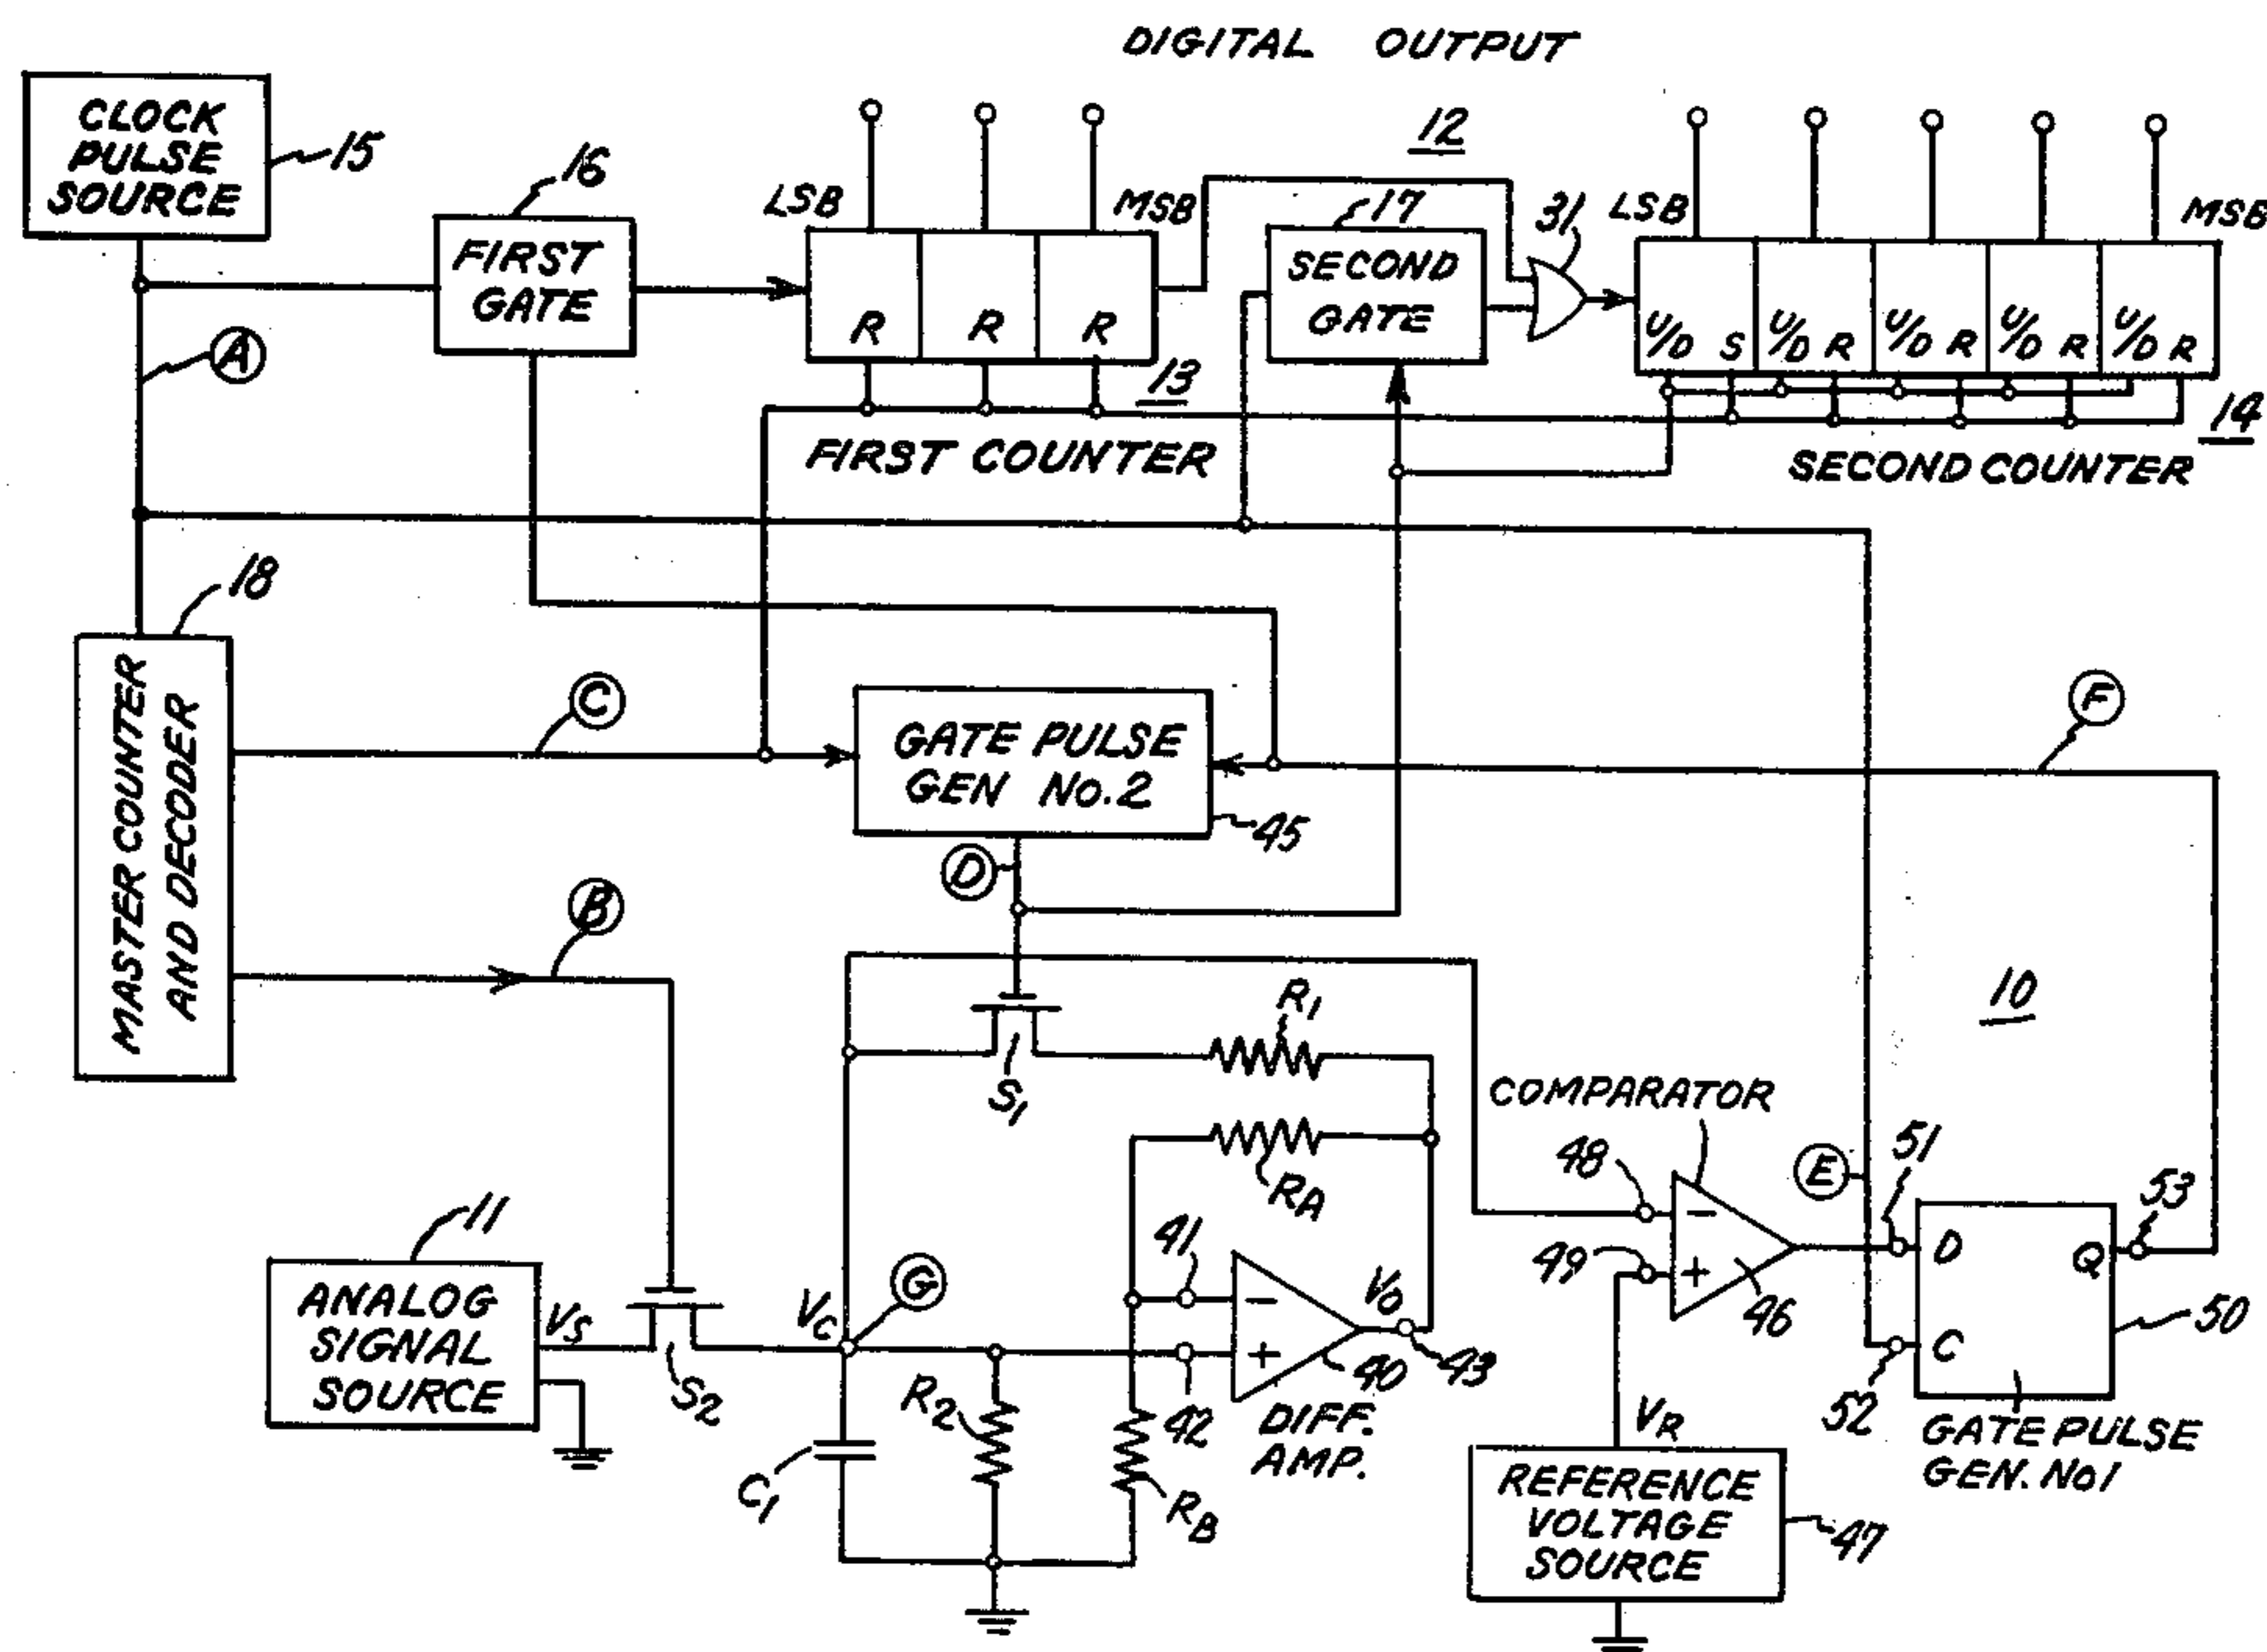 DIGITAL OUTPUT
CLOCK
PULSE
SOURCE
15
16
FIRST
GATE
LSB
MSB
12
17
SECOND
GATE
31
LSB
MSB
R R R
13
FIRST COUNTER
U/D S U/D R U/D R U/D R U/D R
14
SECOND COUNTER
A
18
MASTER COUNTER
AND DECODER
C
GATE PULSE
GEN No.2
45
F
D
B
10
S1
R1
RA
COMPARATOR
48
49
46
E
51
D
Q
53
50
C
52
GATE PULSE
GEN. No1
11
ANALOG
SIGNAL
SOURCE
VS
S2
VC
G
41
42
VO
43
40
DIFF.
AMP.
R2
C1
RB
VR
REFERENCE
VOLTAGE
SOURCE
47